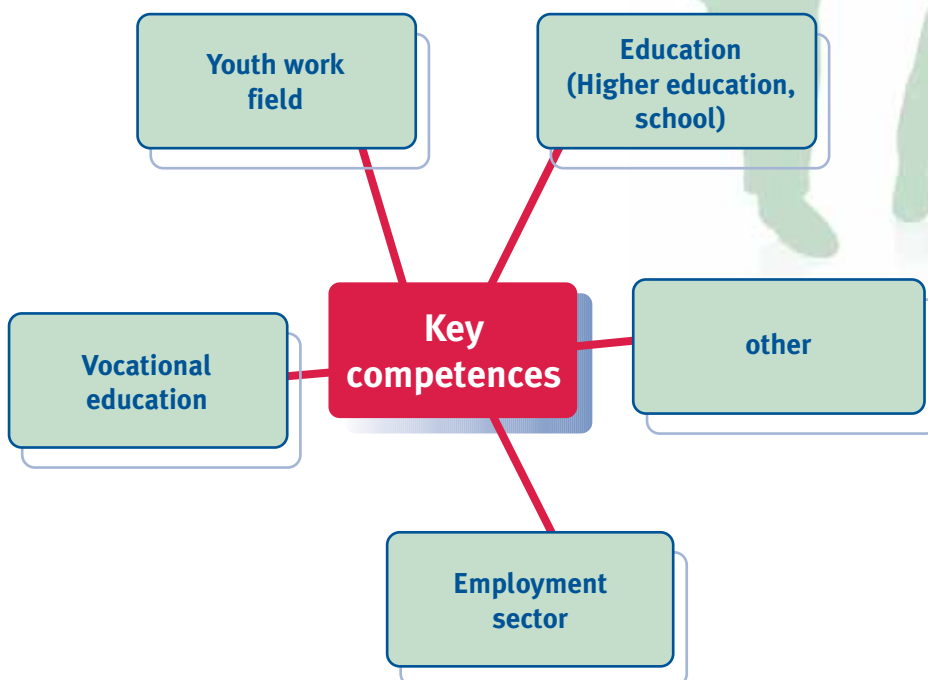 Youth work
field
Education
(Higher education,
school)
Key
competences
other
Vocational
education
Employment
sector